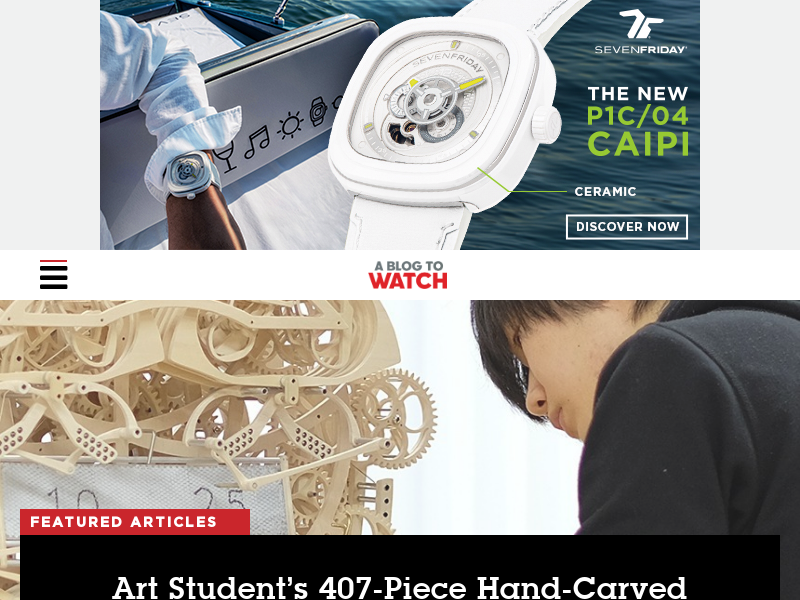 SEVENFRIDAY
SEVENFRIDAY
THE NEW
P1C/04
CAIPI
CERAMIC
DISCOVER NOW
A BLOG TO
WATCH
10 25
FEATURED ARTICLES
Art Student's 407-Piece Hand-Carved